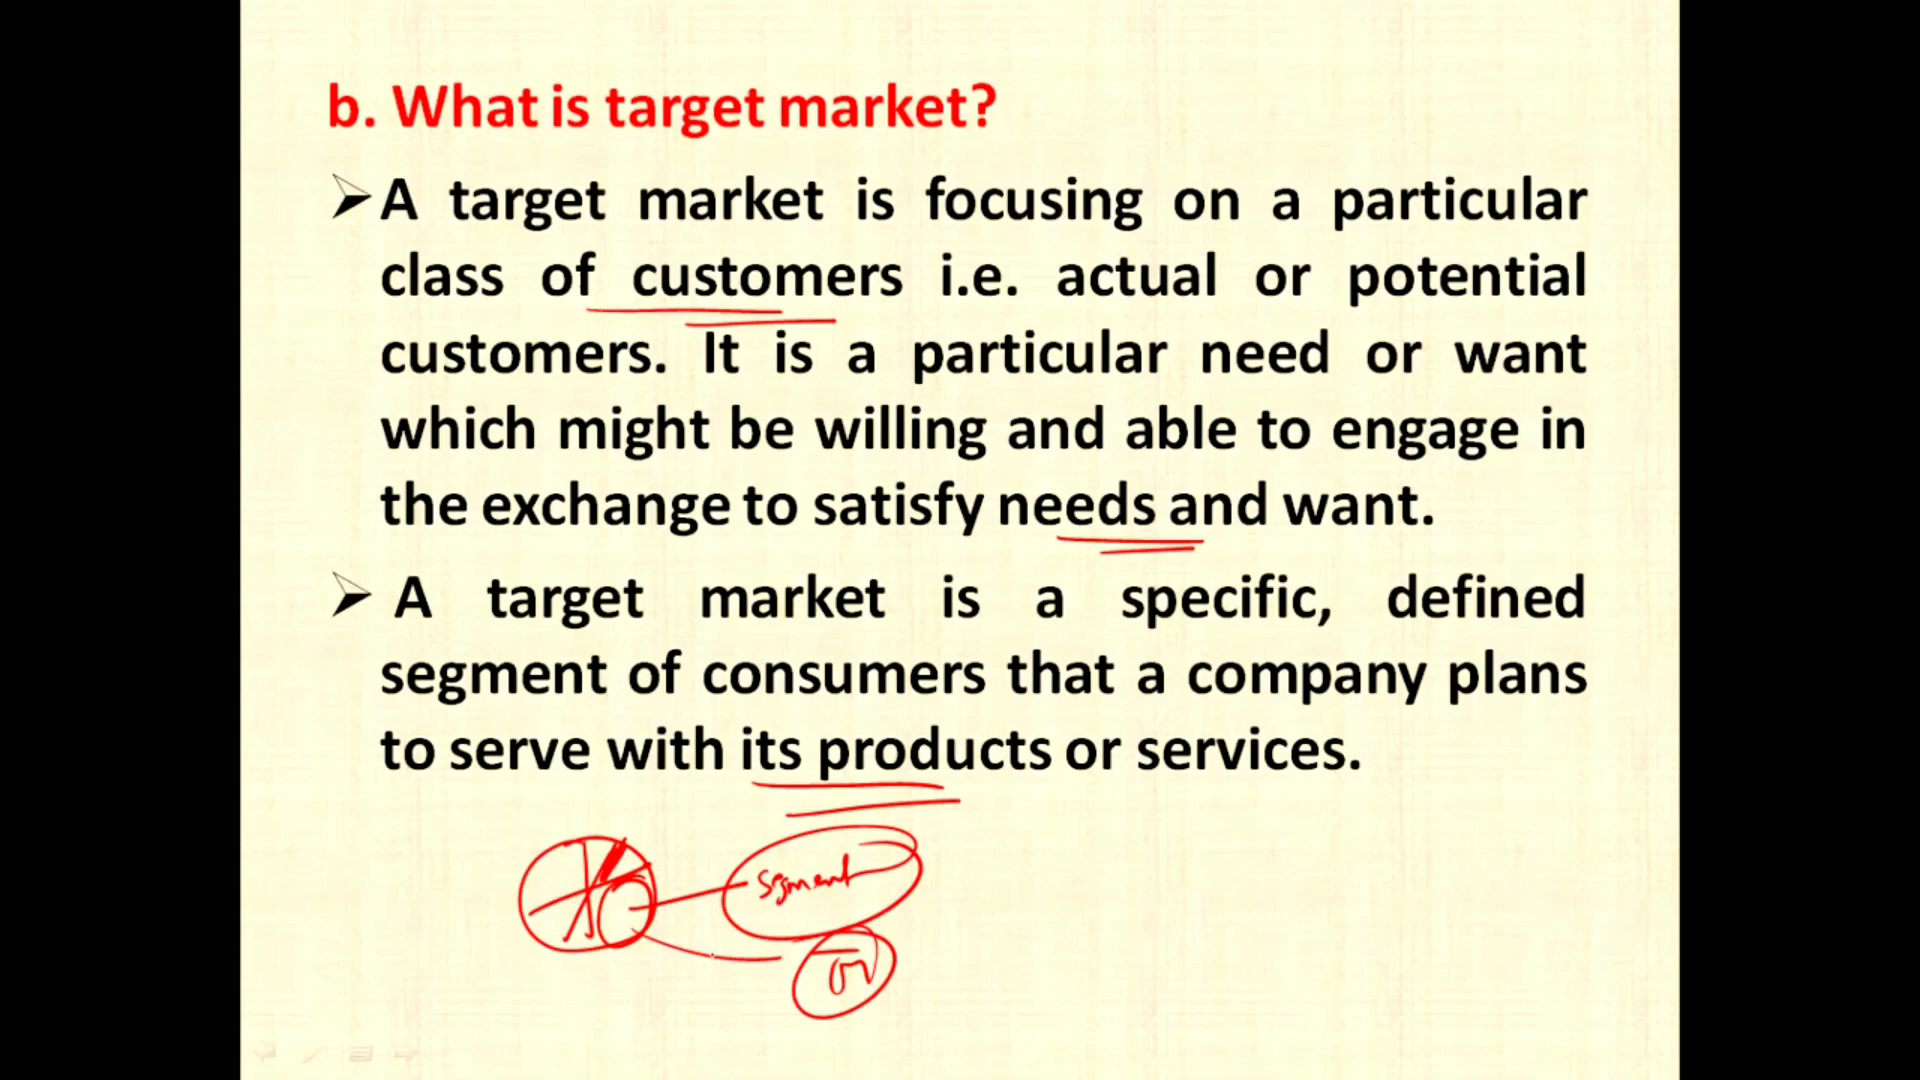 b. What is target market?
A target market is focusing on a particular
class of customers i.e. actual or potential
customers. It is a particular need or want
which might be willing and able to engage in
the exchange to satisfy needs and want.
A target market is a specific, defined
segment of consumers that a company plans
to serve with its products or services.
segment